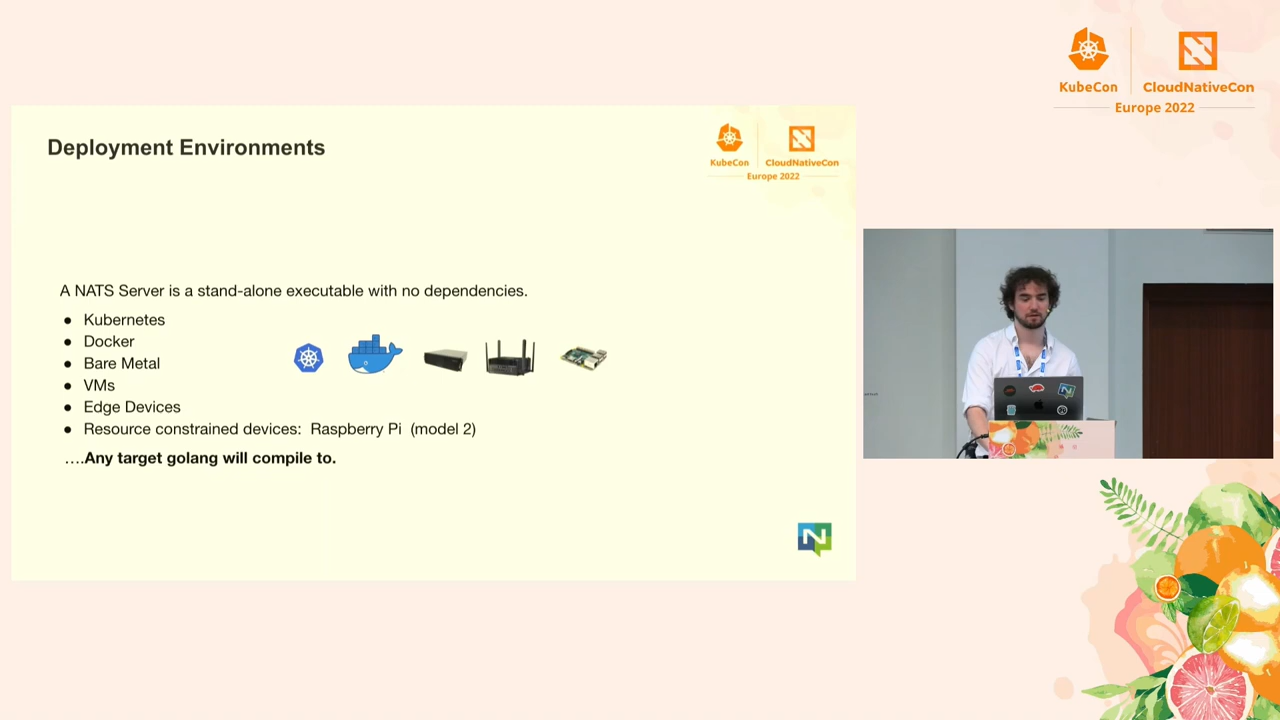 KubeCon
CloudNativeCon
Europe 2022
Deployment Environments
KubeCon
CloudNativeCon
Europe 2022
A NATS Server is a stand-alone executable with no dependencies.
● Kubernetes
● Docker
● Bare Metal
● VMs
● Edge Devices
● Resource constrained devices: Raspberry Pi (model 2)
....Any target golang will compile to.
N